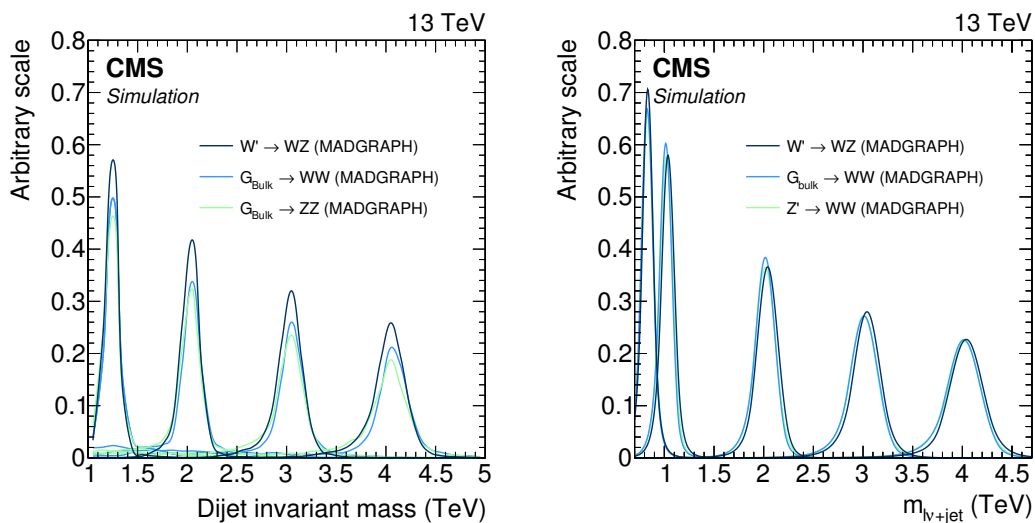 13 TeV
CMS
Simulation
W' → WZ (MADGRAPH)
G_Bulk → WW (MADGRAPH)
G_Bulk → ZZ (MADGRAPH)
Arbitrary scale
0.8
0.7
0.6
0.5
0.4
0.3
0.2
0.1
0
1 1.5 2 2.5 3 3.5 4 4.5 5
Dijet invariant mass (TeV)
13 TeV
CMS
Simulation
W' → WZ (MADGRAPH)
G_bulk → WW (MADGRAPH)
Z' → WW (MADGRAPH)
Arbitrary scale
0.8
0.7
0.6
0.5
0.4
0.3
0.2
0.1
0
1 1.5 2 2.5 3 3.5 4 4.5
m_lν+jet (TeV)